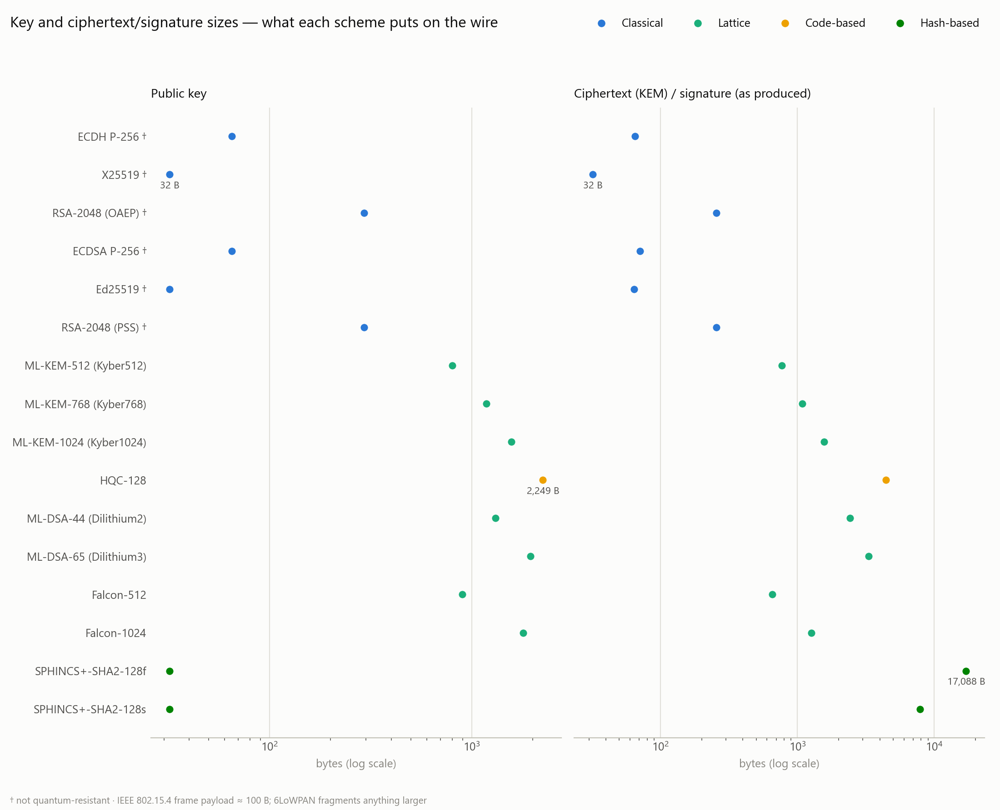 Key and ciphertext/signature sizes — what each scheme puts on the wire
Classical
Lattice
Code-based
Hash-based
Public key
Ciphertext (KEM) / signature (as produced)
ECDH P-256 †
X25519 †
32 B
32 B
RSA-2048 (OAEP) †
ECDSA P-256 †
Ed25519 †
RSA-2048 (PSS) †
ML-KEM-512 (Kyber512)
ML-KEM-768 (Kyber768)
ML-KEM-1024 (Kyber1024)
HQC-128
2,249 B
ML-DSA-44 (Dilithium2)
ML-DSA-65 (Dilithium3)
Falcon-512
Falcon-1024
SPHINCS+-SHA2-128f
17,088 B
SPHINCS+-SHA2-128s
10²
10³
10²
10³
10⁴
bytes (log scale)
bytes (log scale)
† not quantum-resistant · IEEE 802.15.4 frame payload ≈ 100 B; 6LoWPAN fragments anything larger